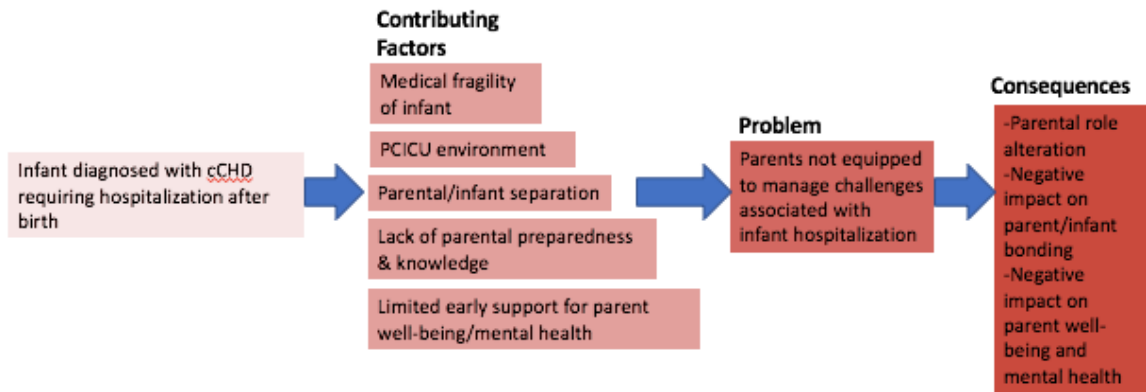 Infant diagnosed with cCHD
requiring hospitalization after
birth
Contributing
Factors
Medical fragility
of infant
PCICU environment
Parental/infant separation
Lack of parental preparedness
& knowledge
Limited early support for parent
well-being/mental health
Problem
Parents not equipped
to manage challenges
associated with
infant hospitalization
Consequences
-Parental role
alteration
-Negative
impact on
parent/infant
bonding
-Negative
impact on
parent well-
being and
mental health